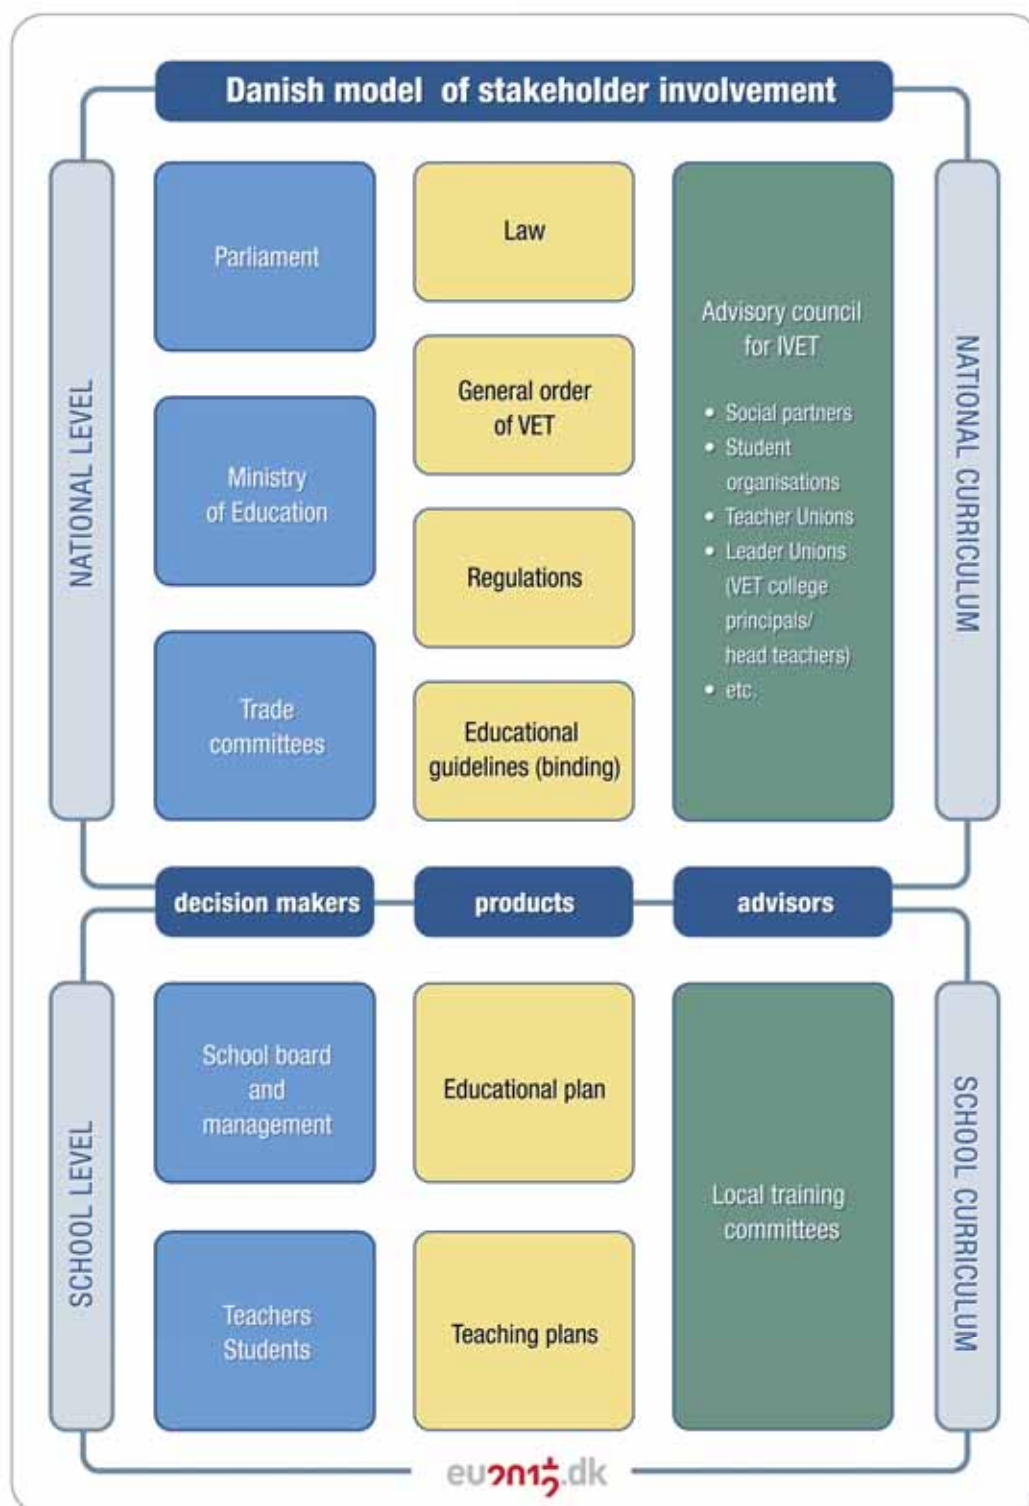 Danish model of stakeholder involvement
NATIONAL LEVEL
Parliament
Ministry
of Education
Trade
committees
Law
General order
of VET
Regulations
Educational
guidelines (binding)
Advisory council
for IVET
• Social partners
• Student
organisations
• Teacher Unions
• Leader Unions
(VET college
principals/
head teachers)
• etc.
NATIONAL CURRICULUM
decision makers
products
advisors
SCHOOL LEVEL
School board
and
management
Teachers
Students
Educational plan
Teaching plans
Local training
committees
SCHOOL CURRICULUM
eu2012.dk